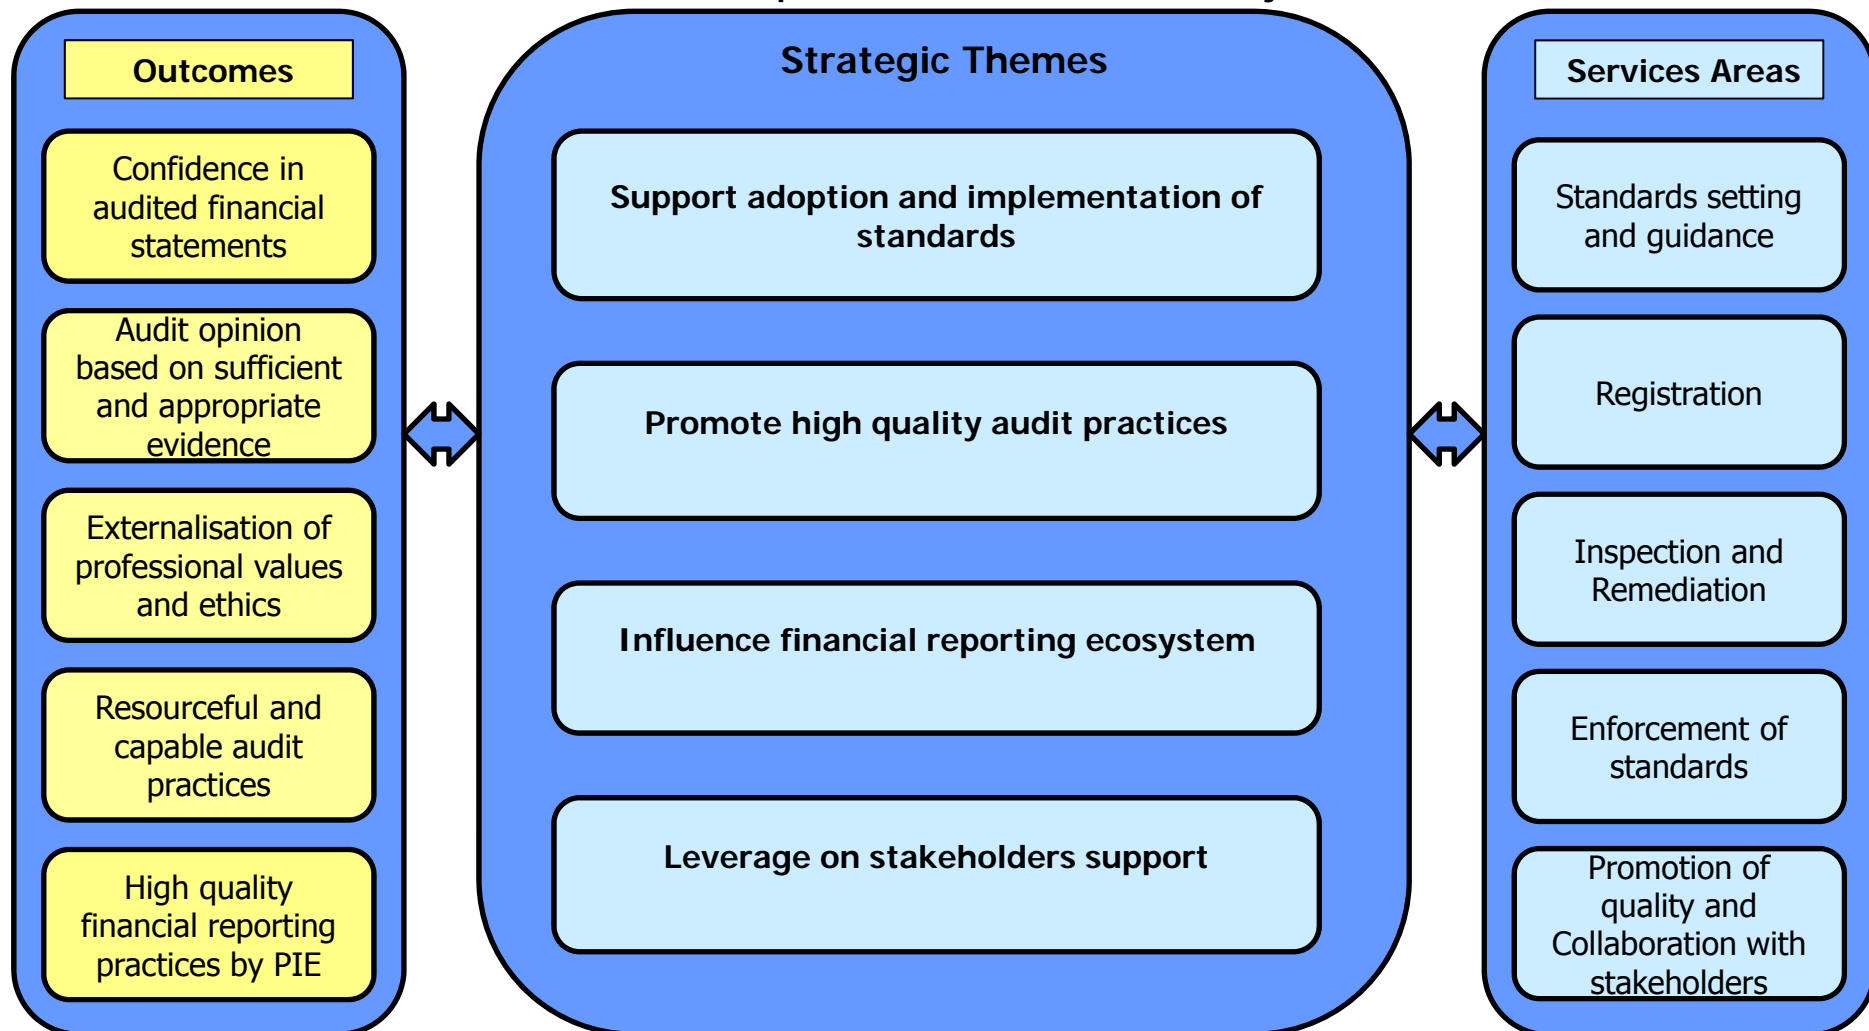 Outcomes
Confidence in
audited financial
statements
Audit opinion
based on sufficient
and appropriate
evidence
Externalisation of
professional values
and ethics
Resourceful and
capable audit
practices
High quality
financial reporting
practices by PIE
Strategic Themes
Support adoption and implementation of
standards
Promote high quality audit practices
Influence financial reporting ecosystem
Leverage on stakeholders support
Services Areas
Standards setting
and guidance
Registration
Inspection and
Remediation
Enforcement of
standards
Promotion of
quality and
Collaboration with
stakeholders